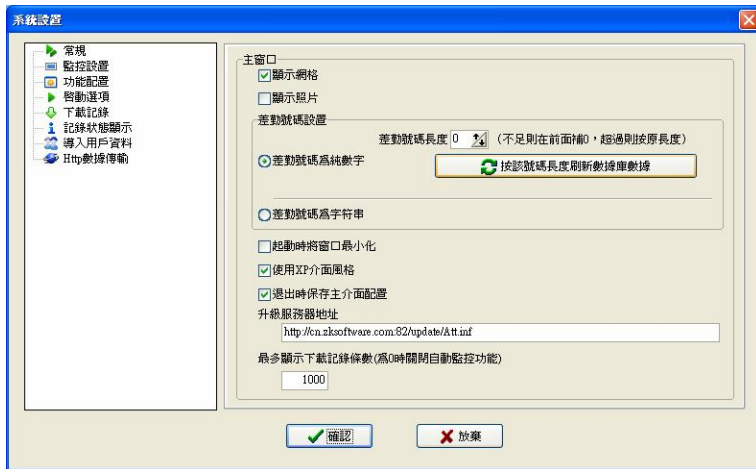 系統設置
常規
監控設置
功能配置
啓動選項
下載記錄
記錄狀態顯示
導入用戶資料
Http數據傳輸
主窗口
顯示網格
顯示照片
差勤號碼設置
差勤號碼長度 0 (不足則在前面補0,超過則按原長度)
差勤號碼爲純數字
按該號碼長度刷新數據庫數據
差勤號碼爲字符串
起動時將窗口最小化
使用XP介面風格
退出時保存主介面配置
升級服務器地址
http://cn.zksoftware.com:82/update/Att.inf
最多顯示下載記錄條數(爲0時關閉自動監控功能)
1000
確認
放棄